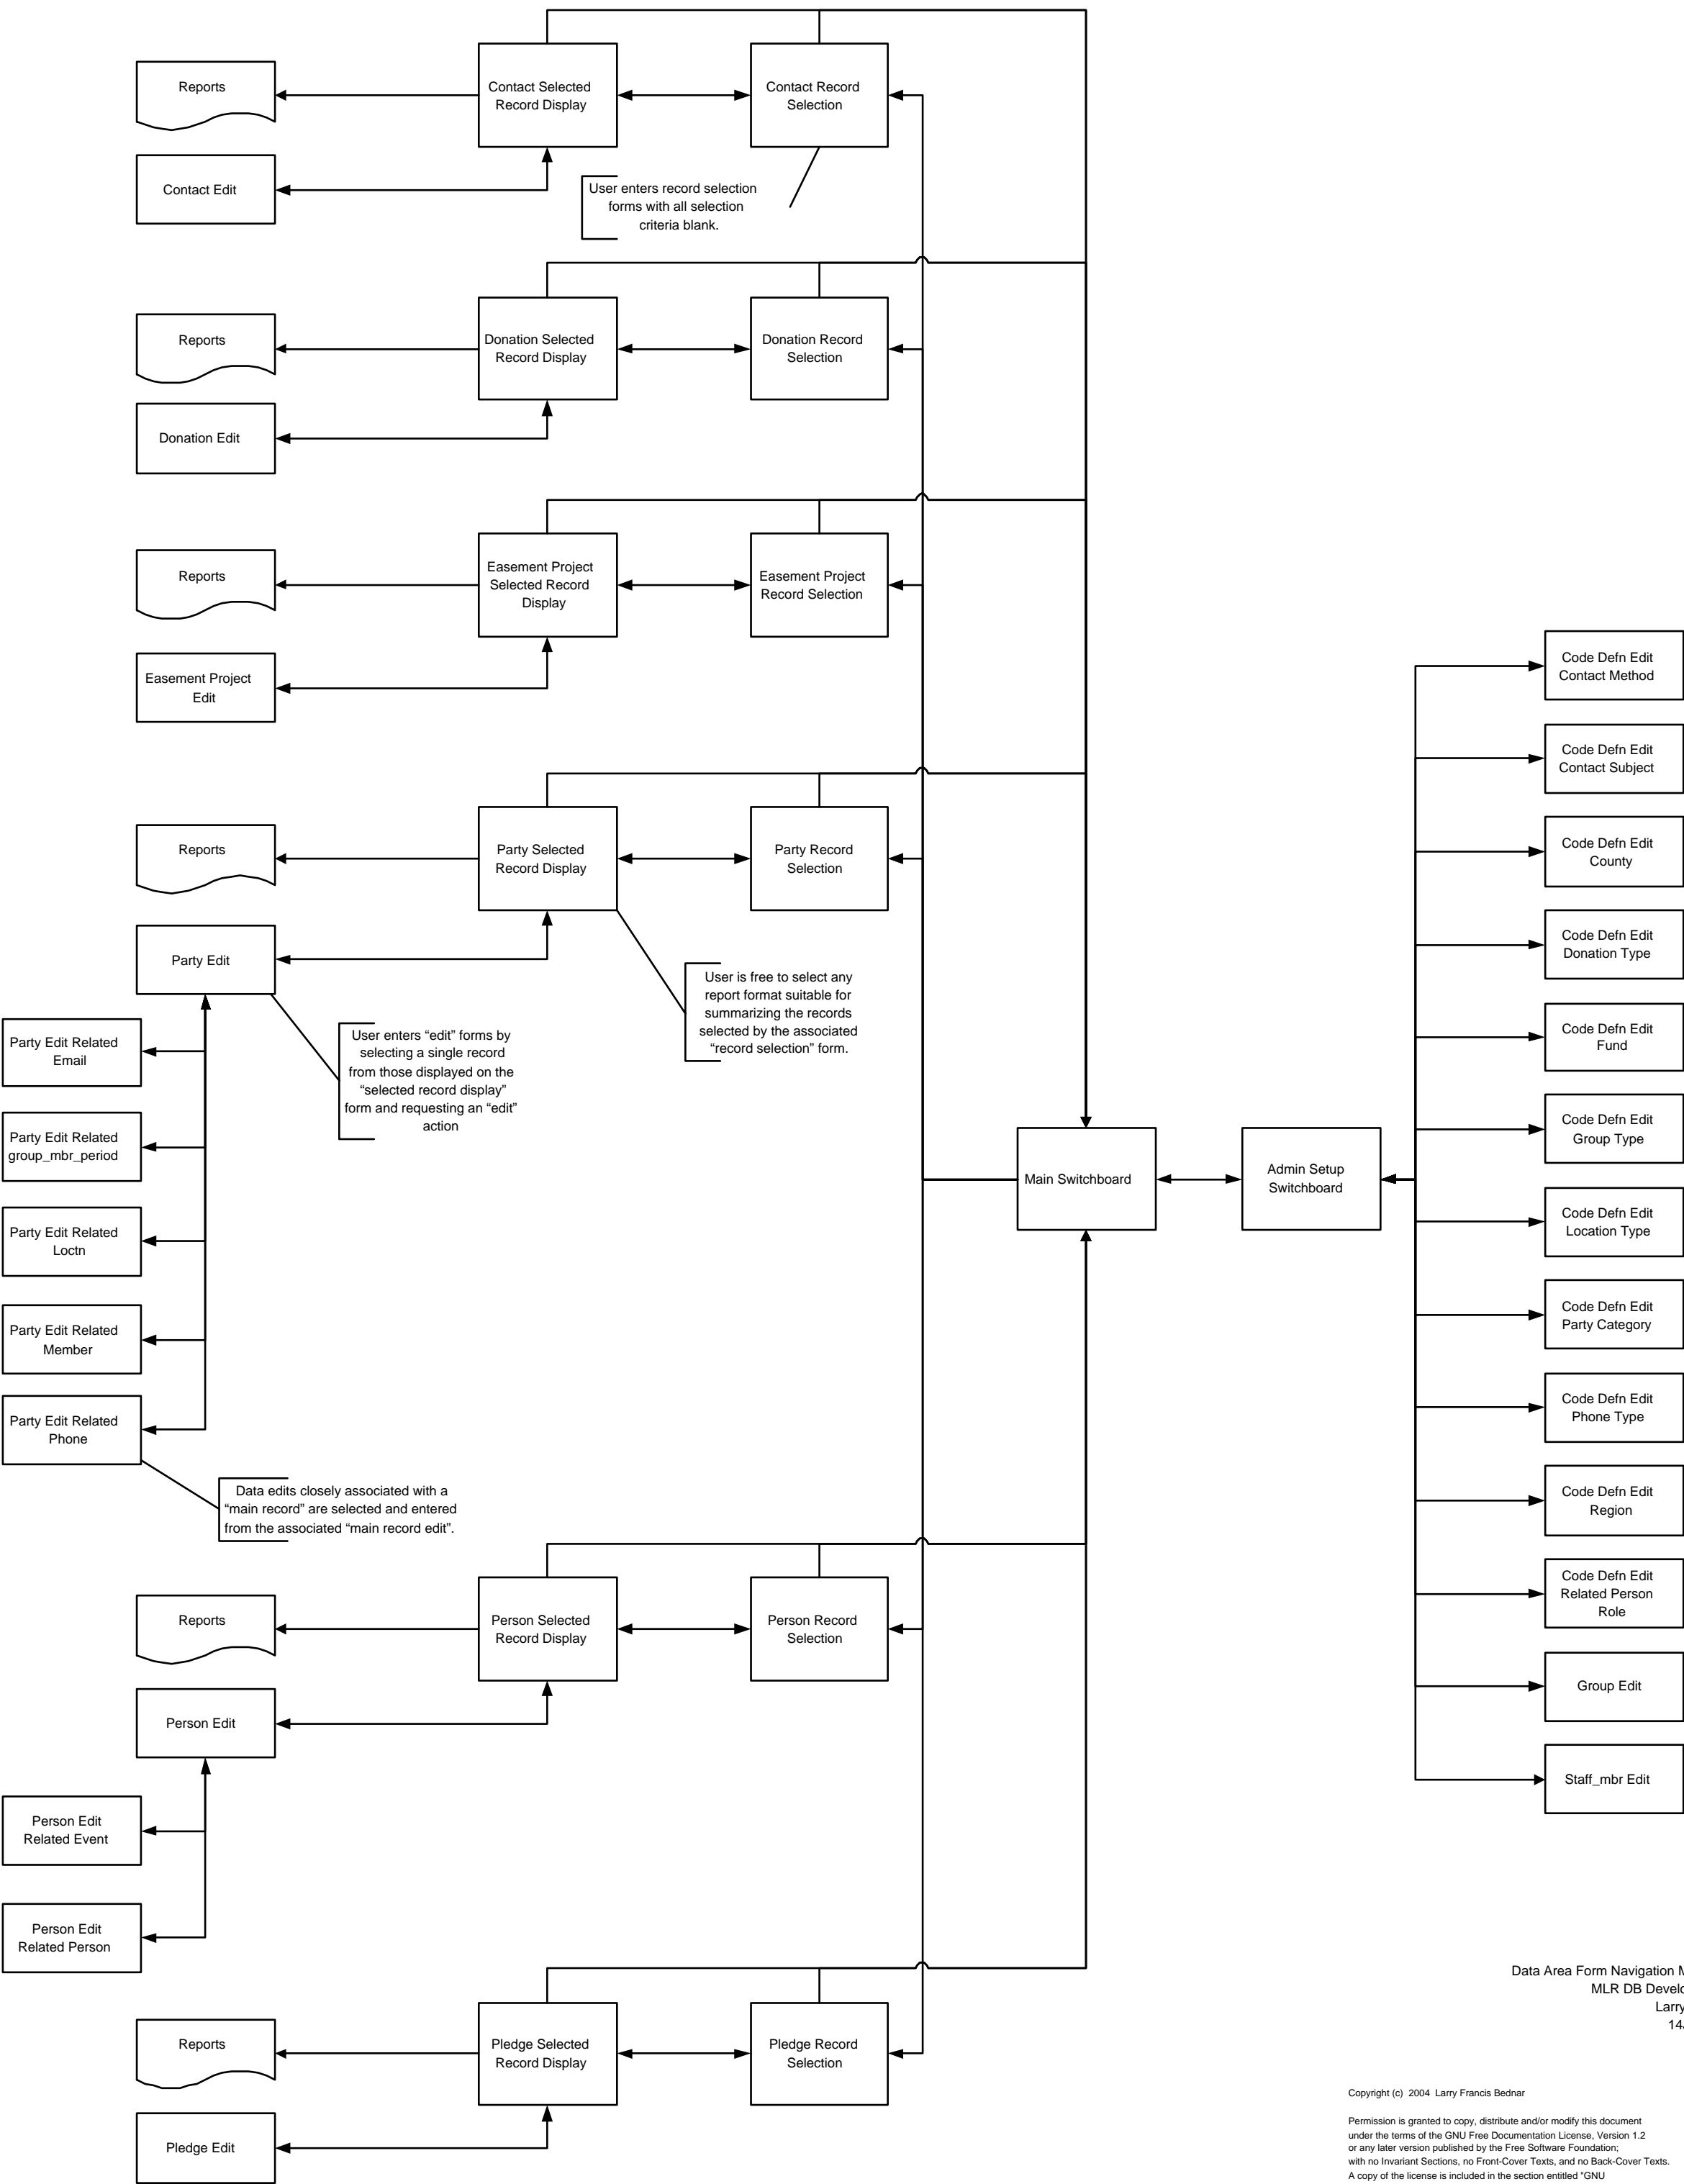 Reports
Contact Selected
Record Display
Contact Record
Selection
Contact Edit
User enters record selection
forms with all selection
criteria blank.
Reports
Donation Selected
Record Display
Donation Record
Selection
Donation Edit
Reports
Easement Project
Selected Record
Display
Easement Project
Record Selection
Easement Project
Edit
Reports
Party Selected
Record Display
Party Record
Selection
Party Edit
User is free to select any
report format suitable for
summarizing the records
selected by the associated
“record selection” form.
User enters “edit” forms by
selecting a single record
from those displayed on the
“selected record display”
form and requesting an “edit”
action
Party Edit Related
Email
Party Edit Related
group_mbr_period
Party Edit Related
Loctn
Party Edit Related
Member
Party Edit Related
Phone
Data edits closely associated with a
“main record” are selected and entered
from the associated “main record edit”.
Main Switchboard
Admin Setup
Switchboard
Code Defn Edit
Contact Method
Code Defn Edit
Contact Subject
Code Defn Edit
County
Code Defn Edit
Donation Type
Code Defn Edit
Fund
Code Defn Edit
Group Type
Code Defn Edit
Location Type
Code Defn Edit
Party Category
Code Defn Edit
Phone Type
Code Defn Edit
Region
Code Defn Edit
Related Person
Role
Group Edit
Staff_mbr Edit
Reports
Person Selected
Record Display
Person Record
Selection
Person Edit
Person Edit
Related Event
Person Edit
Related Person
Reports
Pledge Selected
Record Display
Pledge Record
Selection
Pledge Edit
Data Area Form Navigation
MLR DB
Larry
Copyright (c) 2004 Larry Francis Bednar
Permission is granted to copy, distribute and/or modify this document
under the terms of the GNU Free Documentation License, Version 1.2
or any later version published by the Free Software Foundation;
with no Invariant Sections, no Front-Cover Texts, and no Back-Cover Texts.
A copy of the license is included in the section entitled "GNU